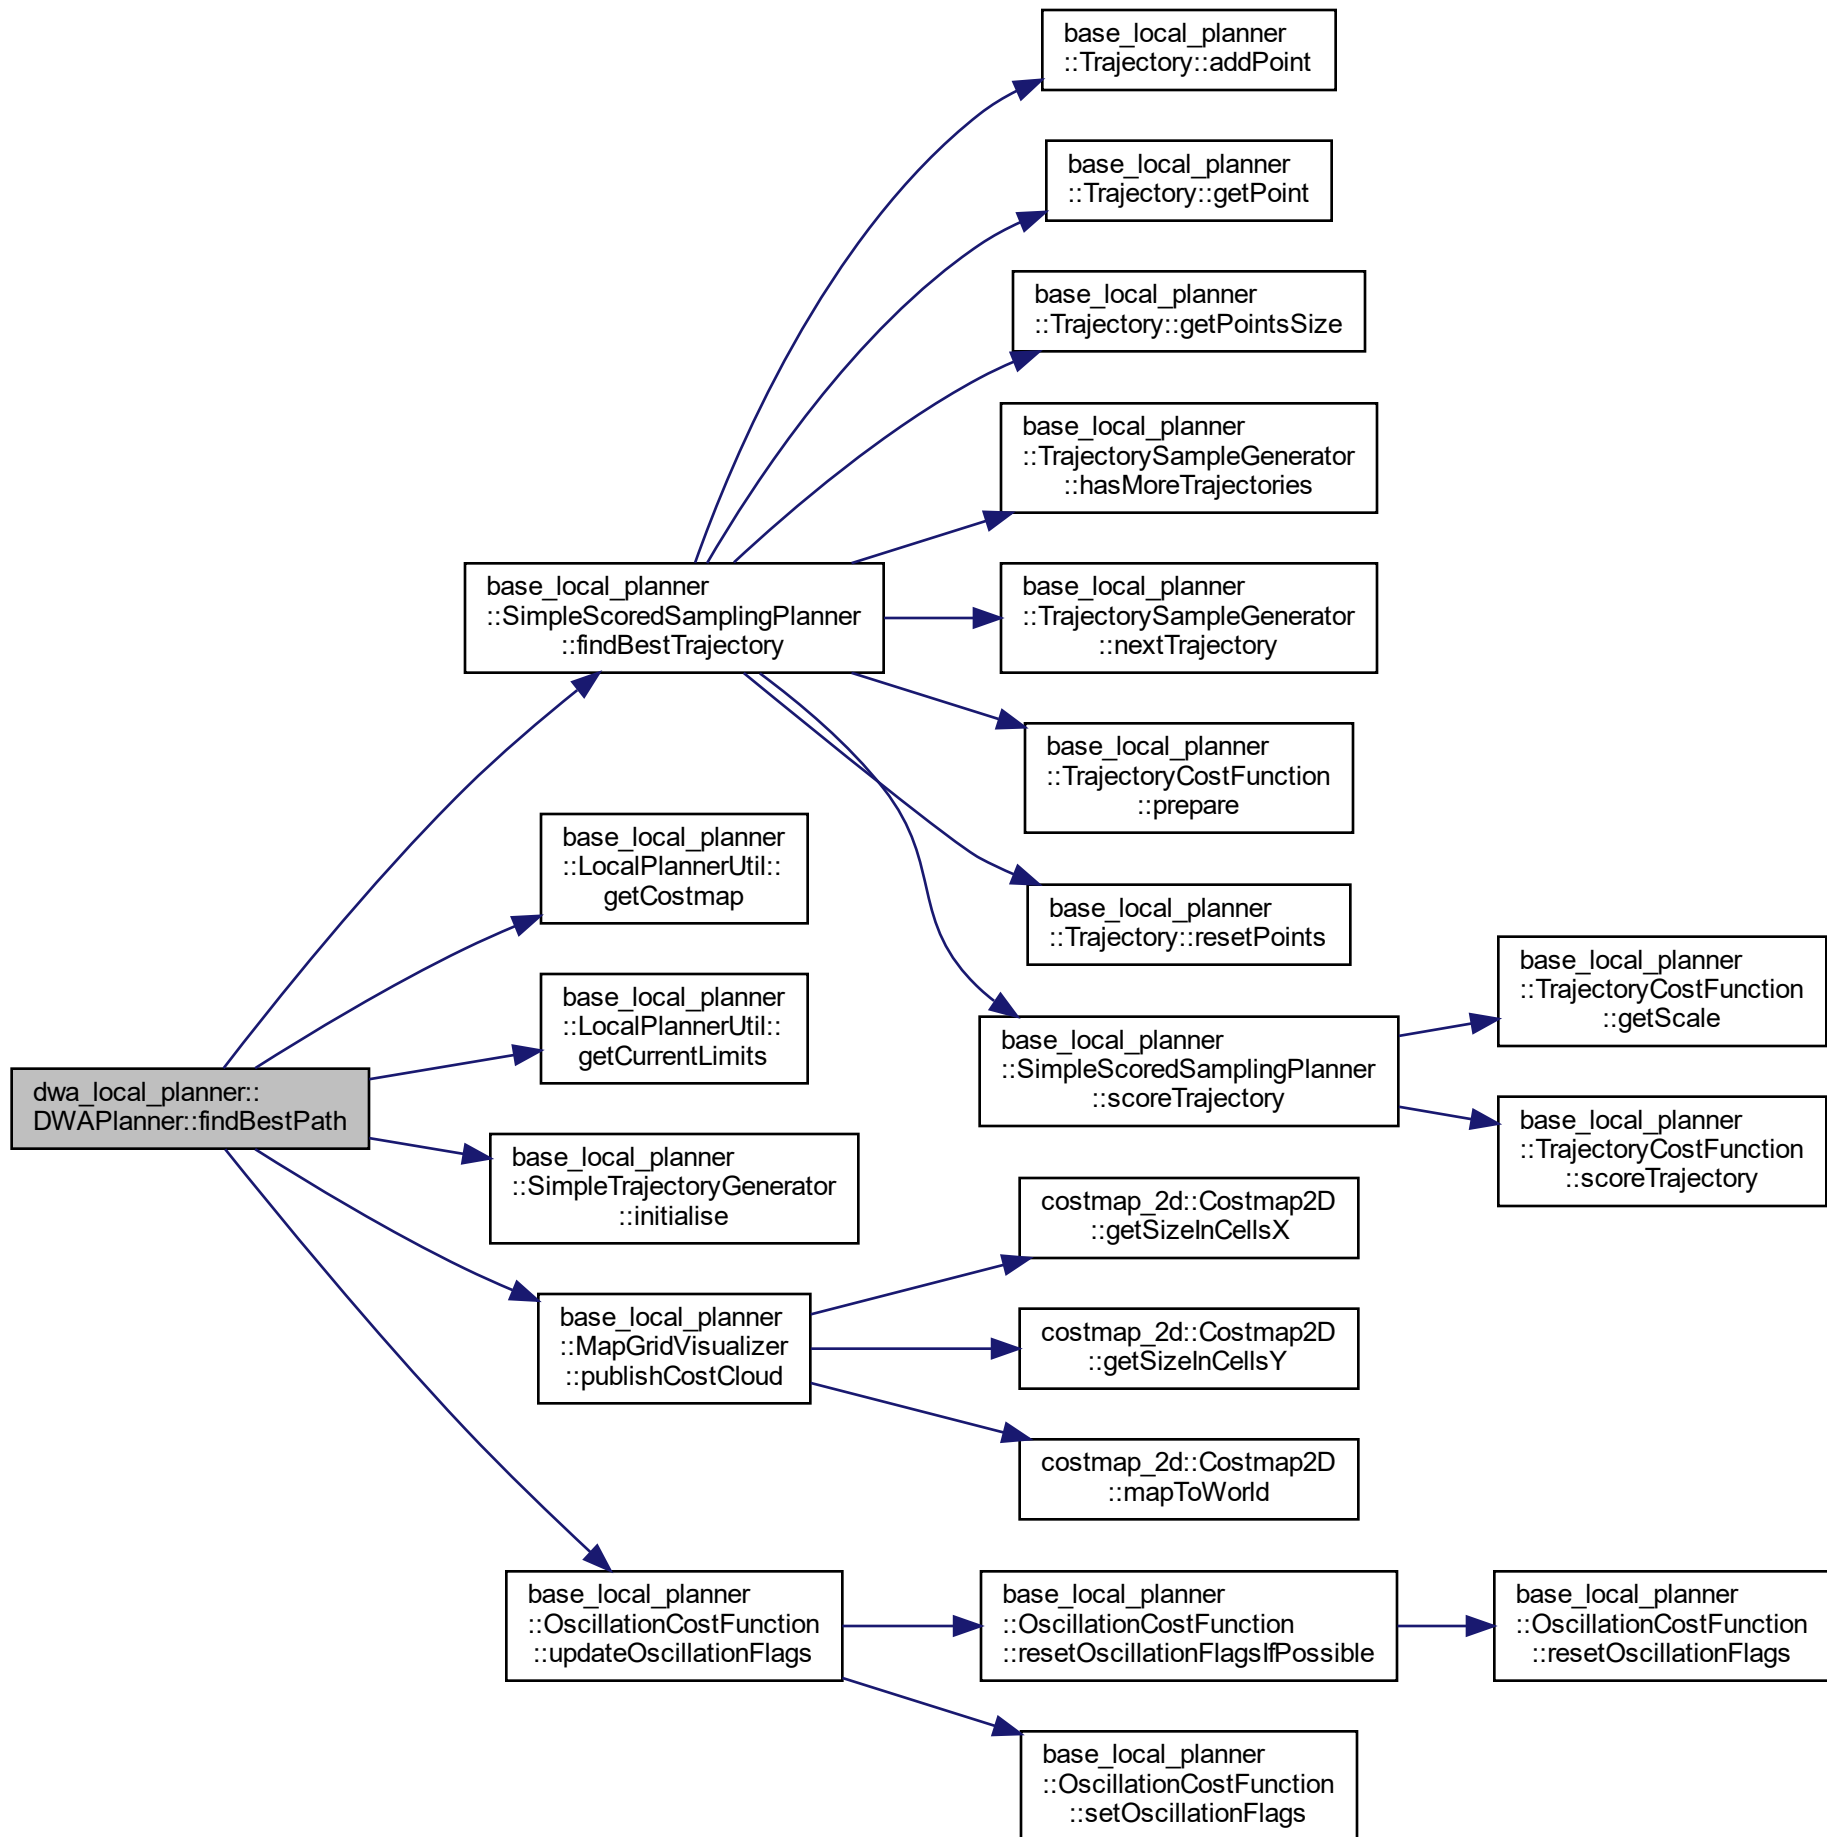 base_local_planner
::Trajectory::addPoint
base_local_planner
::Trajectory::getPoint
base_local_planner
::Trajectory::getPointsSize
base_local_planner
::TrajectorySampleGenerator
::hasMoreTrajectories
base_local_planner
::SimpleScoredSamplingPlanner
::findBestTrajectory
base_local_planner
::TrajectorySampleGenerator
::nextTrajectory
base_local_planner
::TrajectoryCostFunction
::prepare
base_local_planner
::LocalPlannerUtil::
getCostmap
base_local_planner
::Trajectory::resetPoints
base_local_planner
::TrajectoryCostFunction
::getScale
base_local_planner
::LocalPlannerUtil::
getCurrentLimits
base_local_planner
::SimpleScoredSamplingPlanner
::scoreTrajectory
dwa_local_planner::
DWAPlanner::findBestPath
base_local_planner
::TrajectoryCostFunction
::scoreTrajectory
base_local_planner
::SimpleTrajectoryGenerator
::initialise
costmap_2d::Costmap2D
::getSizeInCellsX
base_local_planner
::MapGridVisualizer
::publishCostCloud
costmap_2d::Costmap2D
::getSizeInCellsY
costmap_2d::Costmap2D
::mapToWorld
base_local_planner
::OscillationCostFunction
::updateOscillationFlags
base_local_planner
::OscillationCostFunction
::resetOscillationFlagsIfPossible
base_local_planner
::OscillationCostFunction
::resetOscillationFlags
base_local_planner
::OscillationCostFunction
::setOscillationFlags